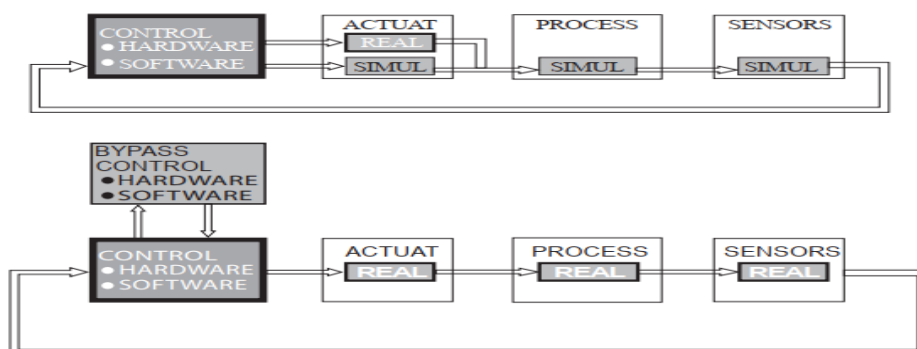 CONTROL
● HARDWARE
● SOFTWARE
ACTUAT
REAL
SIMUL
PROCESS
SIMUL
SENSORS
SIMUL
BYPASS
CONTROL
● HARDWARE
● SOFTWARE
CONTROL
● HARDWARE
● SOFTWARE
ACTUAT
REAL
PROCESS
REAL
SENSORS
REAL